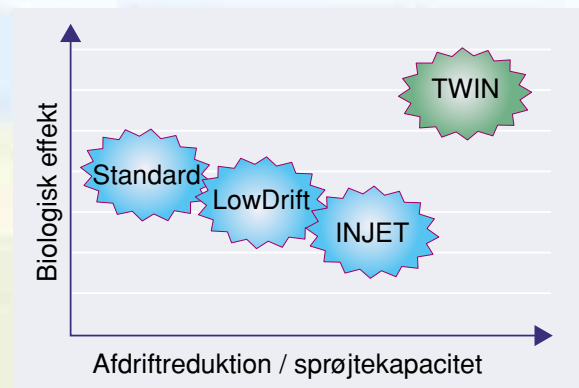 TWIN
Standard
LowDrift
INJET
Biologisk effekt
Afdriftreduktion / sprøjtekapacitet